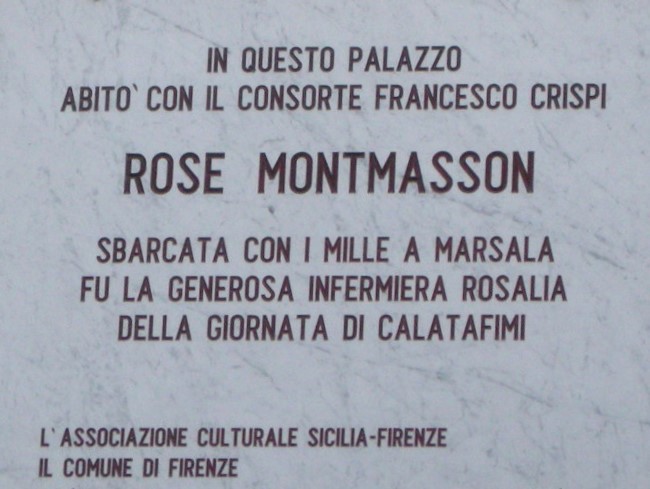 IN QUESTO PALAZZO
ABITO` CON IL CONSORTE FRANCESCO CRISPI
ROSE MONTMASSON
SBARCATA CON I MILLE A MARSALA
FU LA GENEROSA INFERMIERA ROSALIA
DELLA GIORNATA DI CALATAFIMI
L'ASSOCIAZIONE CULTURALE SICILIA-FIRENZE
IL COMUNE DI FIRENZE